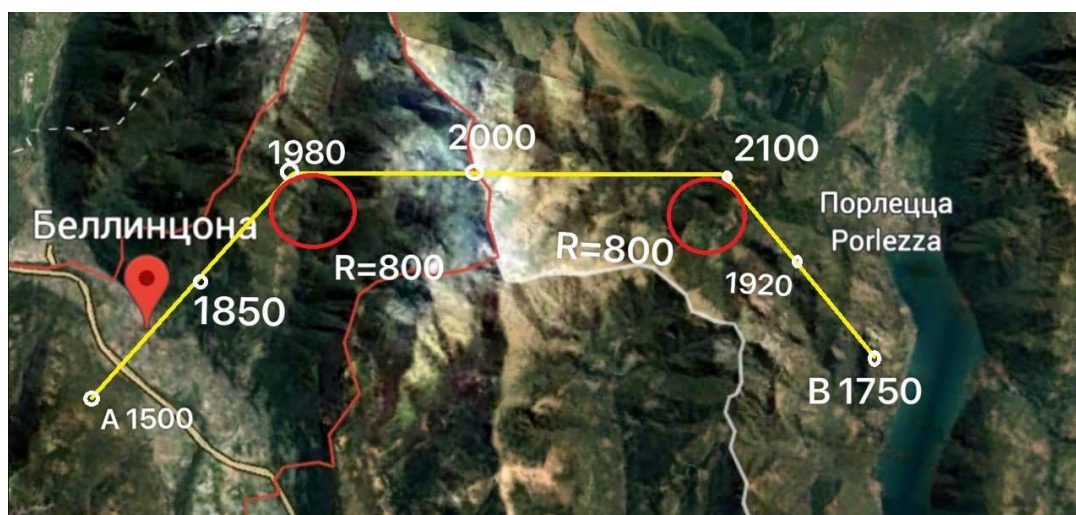 2000
1980
2100
Беллинцона
Порлецца
Porlezza
R=800
R=800
1920
1850
А 1500
В 1750